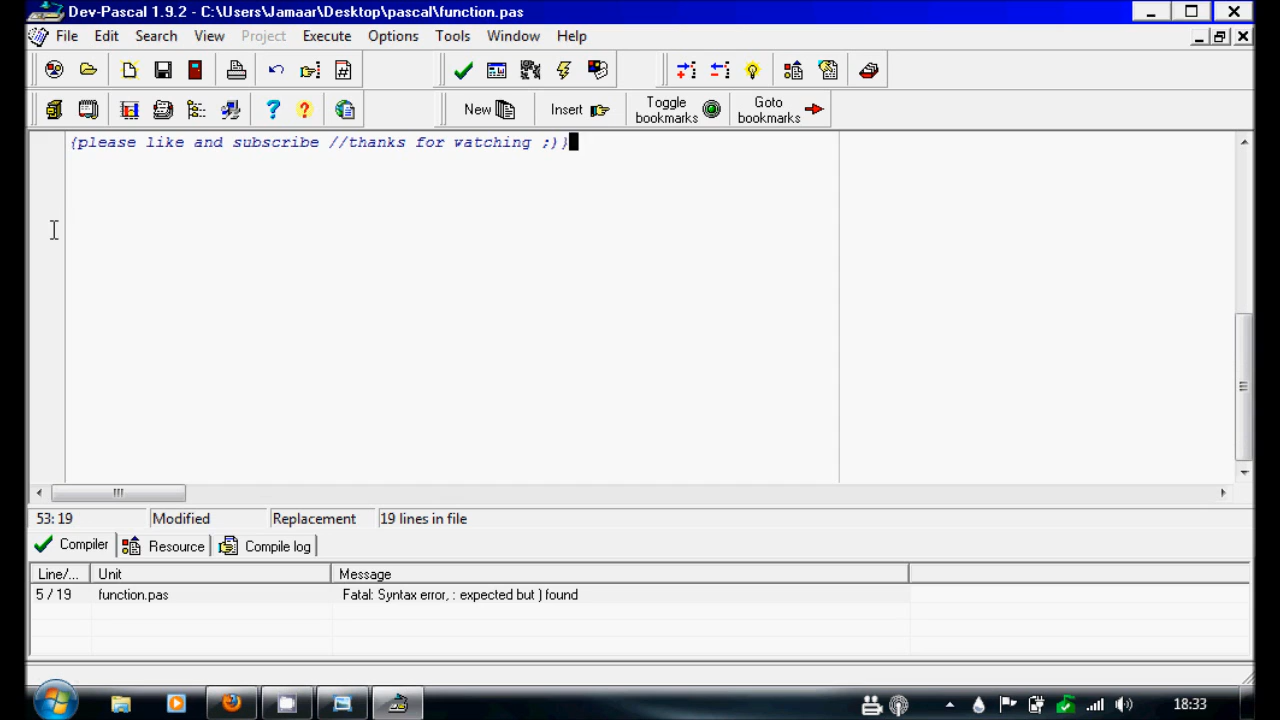 Dev-Pascal 1.9.2 - C:\Users\Jamaar\Desktop\pascal\function.pas
File Edit Search View Project Execute Options Tools Window Help
New Insert Toggle bookmarks Goto bookmarks
{please like and subscribe //thanks for watching ;)}
53: 19 Modified Replacement 19 lines in file
Compiler Resource Compile log
Line/... Unit Message
5 / 19 function.pas Fatal: Syntax error, : expected but ) found
18:33